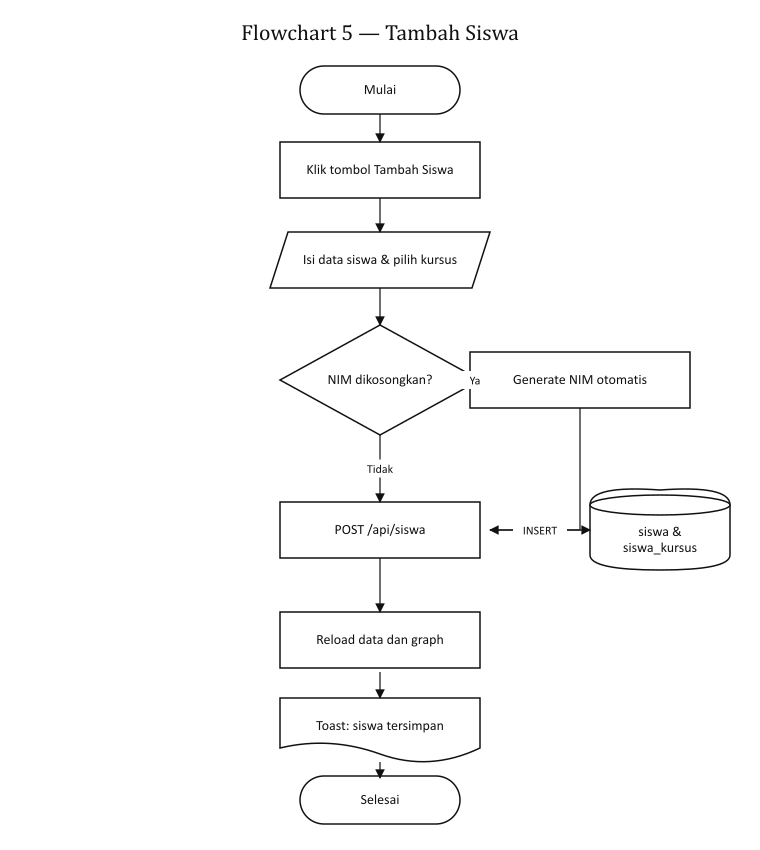 Flowchart 5 — Tambah Siswa
Mulai
Klik tombol Tambah Siswa
Isi data siswa & pilih kursus
NIM dikosongkan?
Ya
Generate NIM otomatis
Tidak
POST /api/siswa
INSERT
siswa &
siswa_kursus
Reload data dan graph
Toast: siswa tersimpan
Selesai